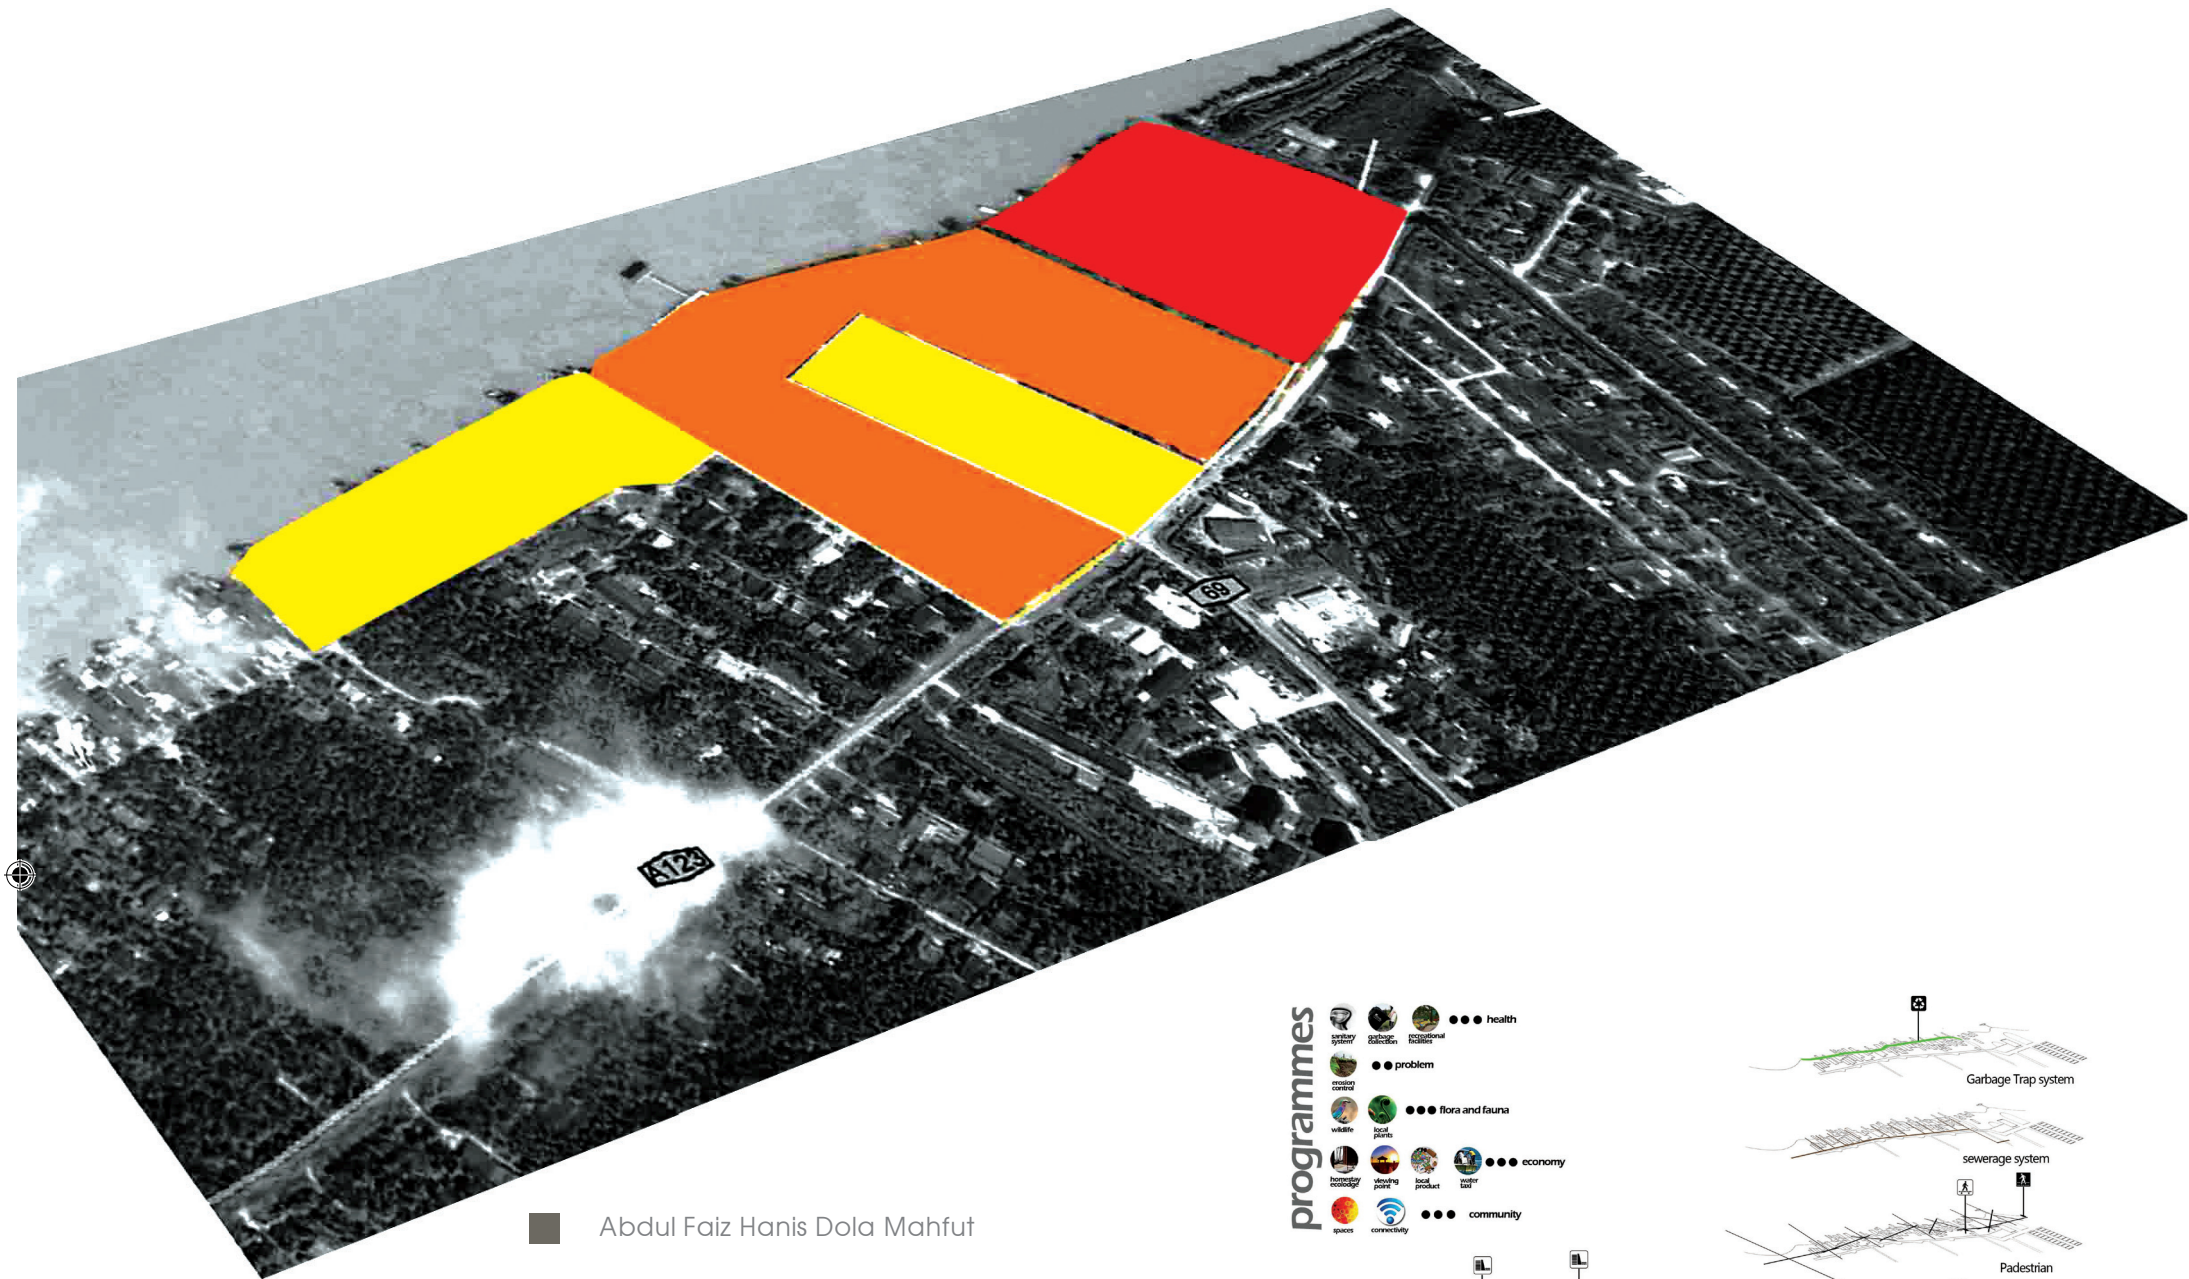 69
A123
programmes
sanitary system
garbage collection
recreational facilities
health
erosion control
problem
wildlife
local plants
flora and fauna
homestay ecolodge
viewing point
local product
water taxi
economy
spaces
connectivity
community
Garbage Trap system
sewerage system
Padestrian
Abdul Faiz Hanis Dola Mahfut